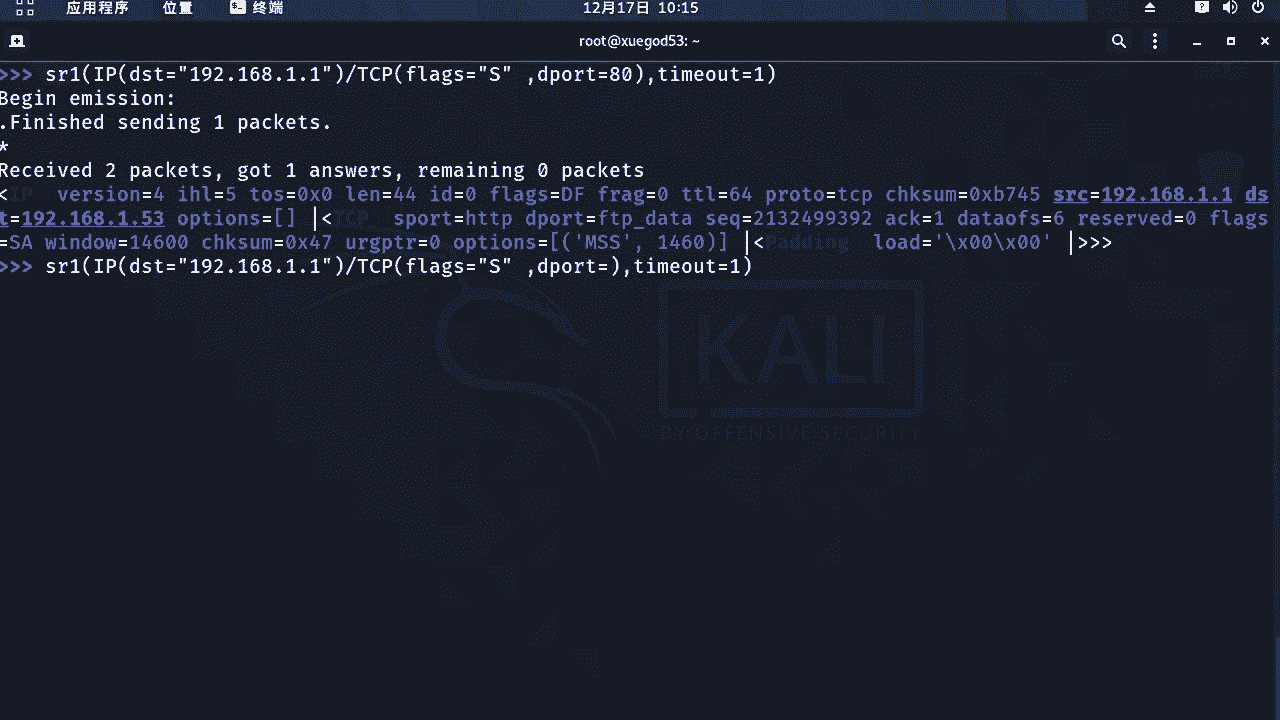 应用程序 位置 终端 12月17日 10:15
root@xuegod53: ~
>>> sr1(IP(dst="192.168.1.1")/TCP(flags="S" ,dport=80),timeout=1)
Begin emission:
.Finished sending 1 packets.
*
Received 2 packets, got 1 answers, remaining 0 packets
<IP  version=4 ihl=5 tos=0x0 len=44 id=0 flags=DF frag=0 ttl=64 proto=tcp chksum=0xb745 src=192.168.1.1 ds
t=192.168.1.53 options=[] |<TCP  sport=http dport=ftp_data seq=2132499392 ack=1 dataofs=6 reserved=0 flags
=SA window=14600 chksum=0x47 urgptr=0 options=[('MSS', 1460)] |<Padding  load='\x00\x00' |>>>
>>> sr1(IP(dst="192.168.1.1")/TCP(flags="S" ,dport=),timeout=1)
KALI
BY OFFENSIVE SECURITY